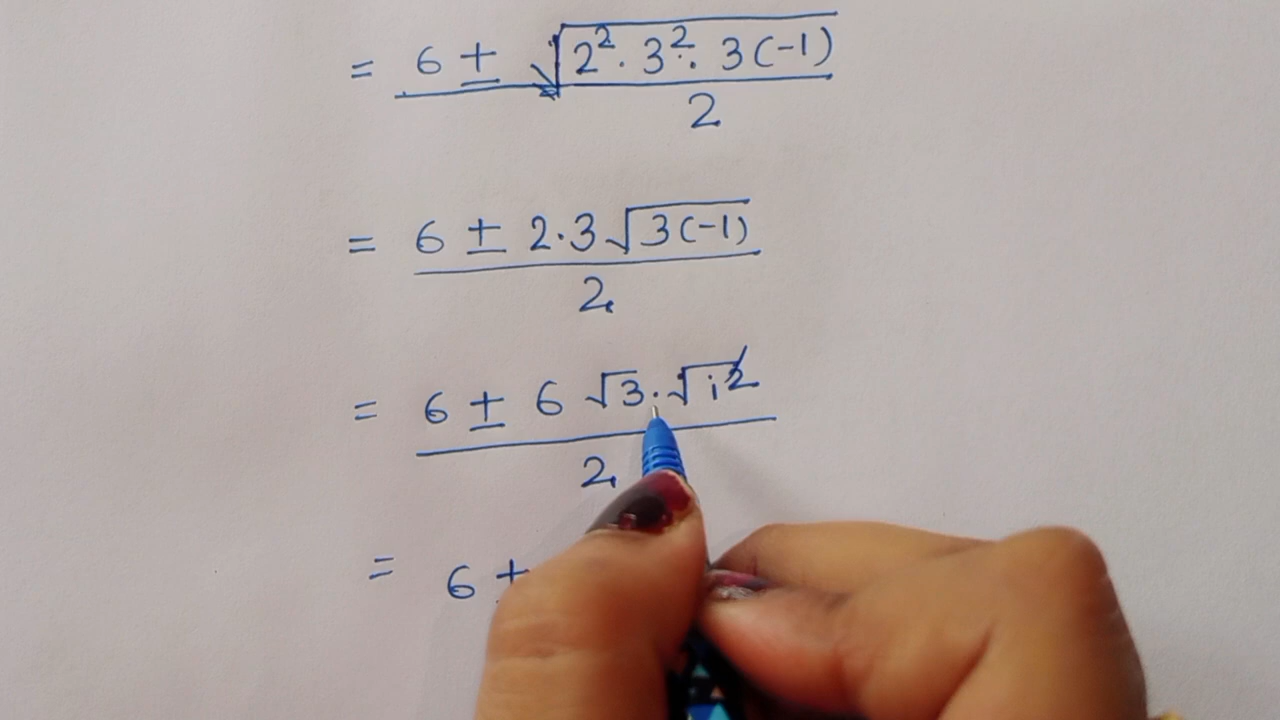 = 6 ± √2². 3². 3(-1)
2
= 6 ± 2.3 √3(-1)
2
= 6 ± 6 √3.√i²
2
= 6 ±